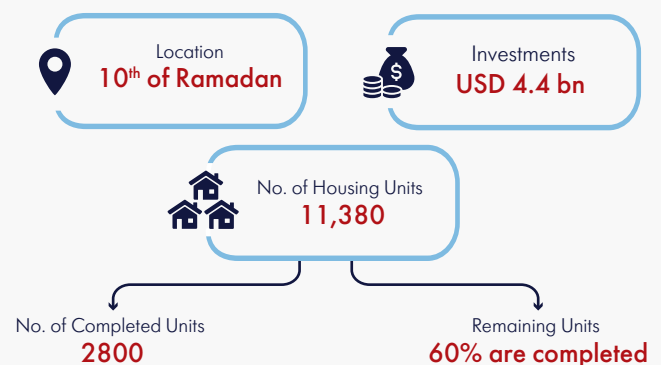 Location
10th of Ramadan
Investments
USD 4.4 bn
$
No. of Housing Units
11,380
No. of Completed Units
2800
Remaining Units
60% are completed